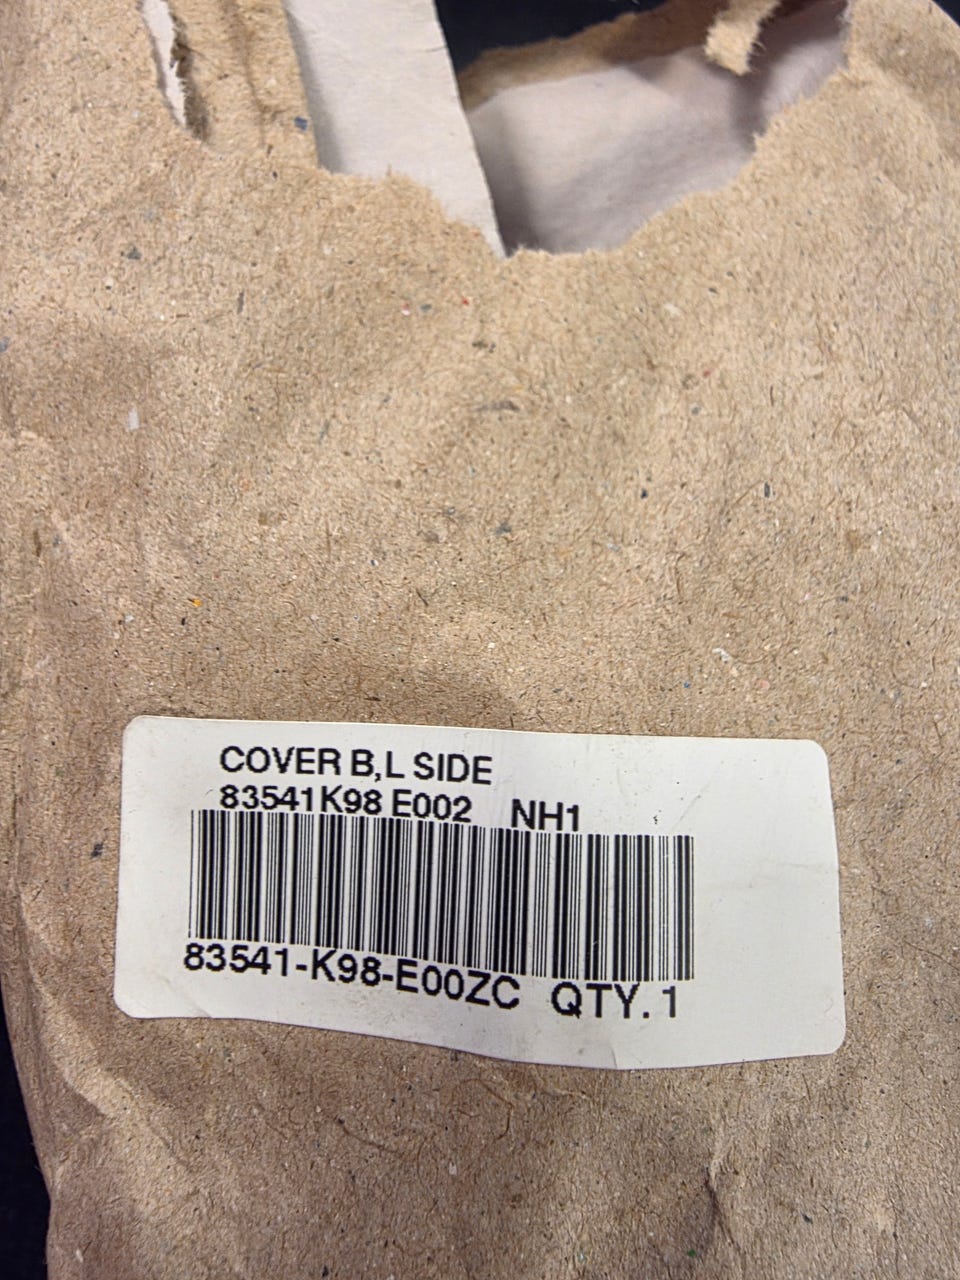 COVER B,L SIDE
83541K98 E002 NH1
83541-K98-E00ZC QTY. 1